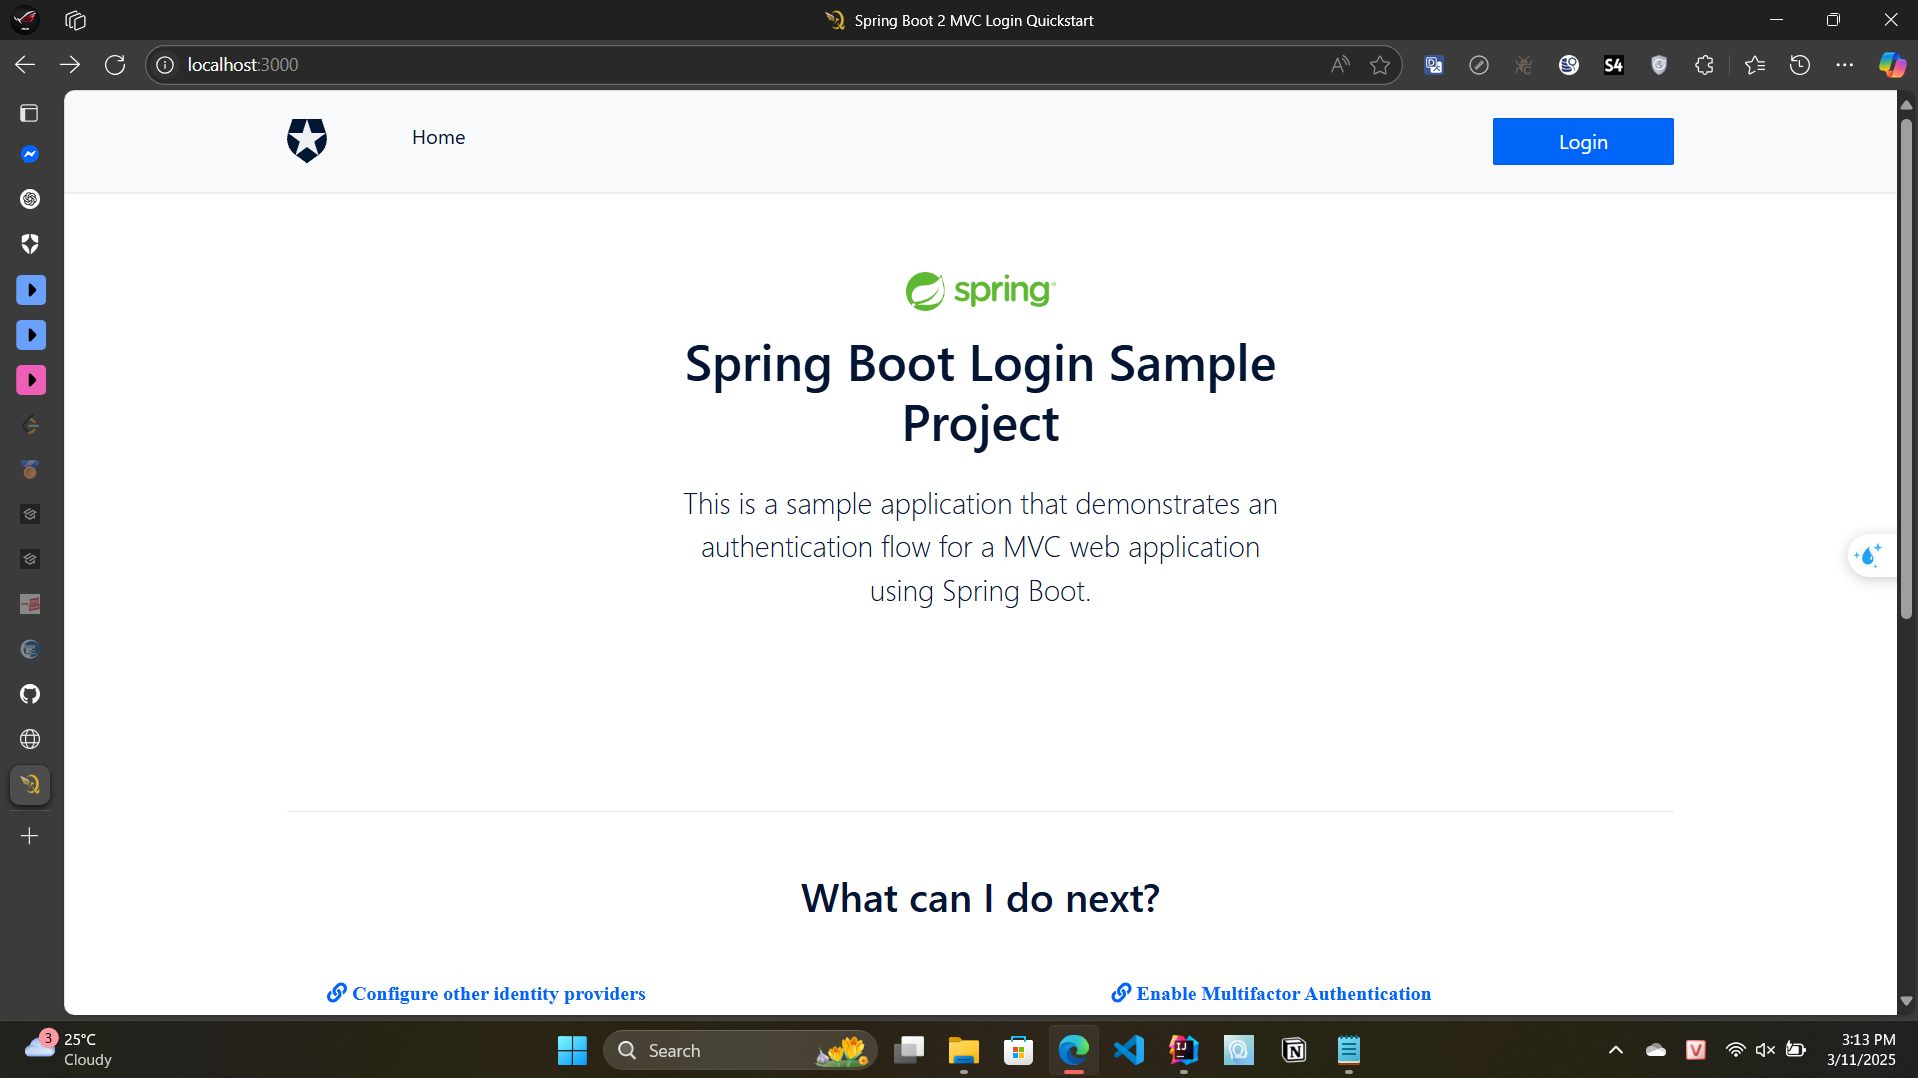 Spring Boot 2 MVC Login Quickstart
localhost:3000
S4
Home
Login
spring
Spring Boot Login Sample
Project
This is a sample application that demonstrates an
authentication flow for a MVC web application
using Spring Boot.
What can I do next?
Configure other identity providers
Enable Multifactor Authentication
3
25°C
Cloudy
Search
IJ
N
V
3:13 PM
3/11/2025